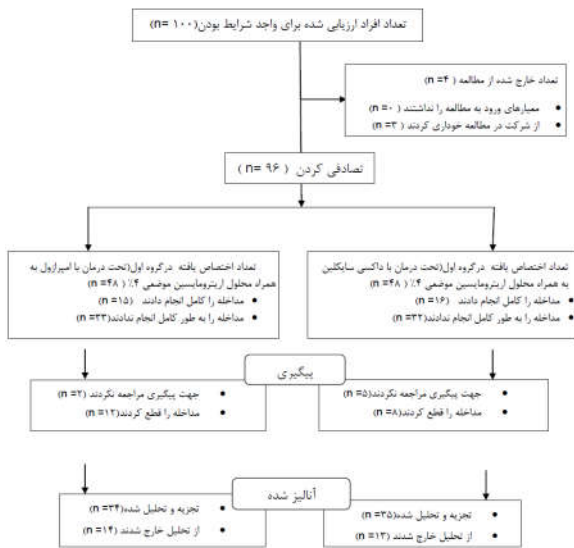 تعداد افراد ارزیابی شده برای واجد شرایط بودن(n= ۱۰۰)
تعداد خارج شده از مطالعه ( n =۴)
معیارهای ورود به مطالعه را نداشتند ( n =۰)
از شرکت در مطالعه خوداری کردند ( n =۳)
تصادفی کردن ( n= ۹۶ )
تعداد اختصاص یافته درگروه اول(تحت درمان با داکسی سایکلین
به همراه محلول اریترومایسین موضعی ۴٪ ( n =۴۸)
مداخله را کامل انجام دادند (n =۱۶)
مداخله را به طور کامل انجام ندادند(n =۳۲)
تعداد اختصاص یافته درگروه اول(تحت درمان با امپرازول به
همراه محلول اریترومایسین موضعی ۴٪ ( n =۴۸)
مداخله را کامل انجام دادند (n =۱۵)
مداخله را به طور کامل انجام ندادند(n =۳۳)
پیگیری
جهت پیگیری مراجعه نکردند(n =۵)
مداخله را قطع کردند(n =۸)
جهت پیگیری مراجعه نکردند (n =۲)
مداخله را قطع کردند(n =۱۲)
آنالیز شده
تجزیه و تحلیل شده(n =۳۵)
از تحلیل خارج شدند (n =۱۳)
تجزیه و تحلیل شده(n =۳۴)
از تحلیل خارج شدند (n =۱۴)